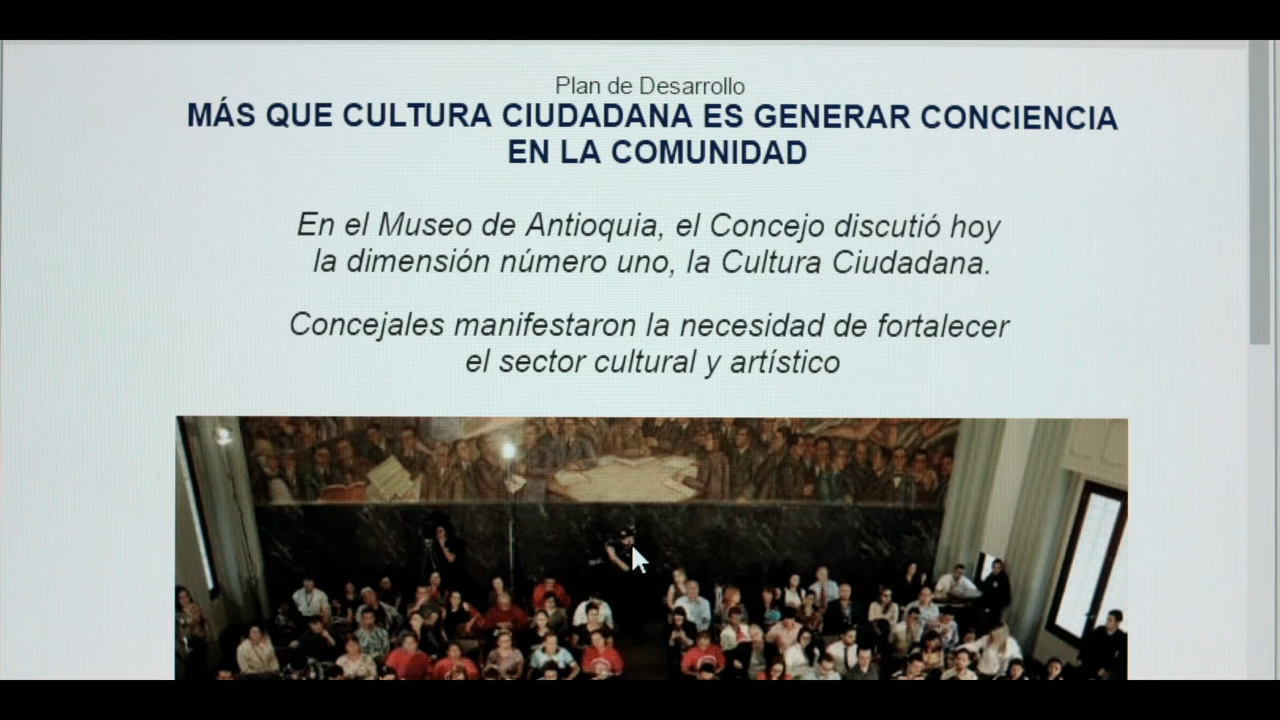 Plan de Desarrollo
MÁS QUE CULTURA CIUDADANA ES GENERAR CONCIENCIA
EN LA COMUNIDAD
En el Museo de Antioquia, el Concejo discutió hoy
la dimensión número uno, la Cultura Ciudadana.
Concejales manifestaron la necesidad de fortalecer
el sector cultural y artístico